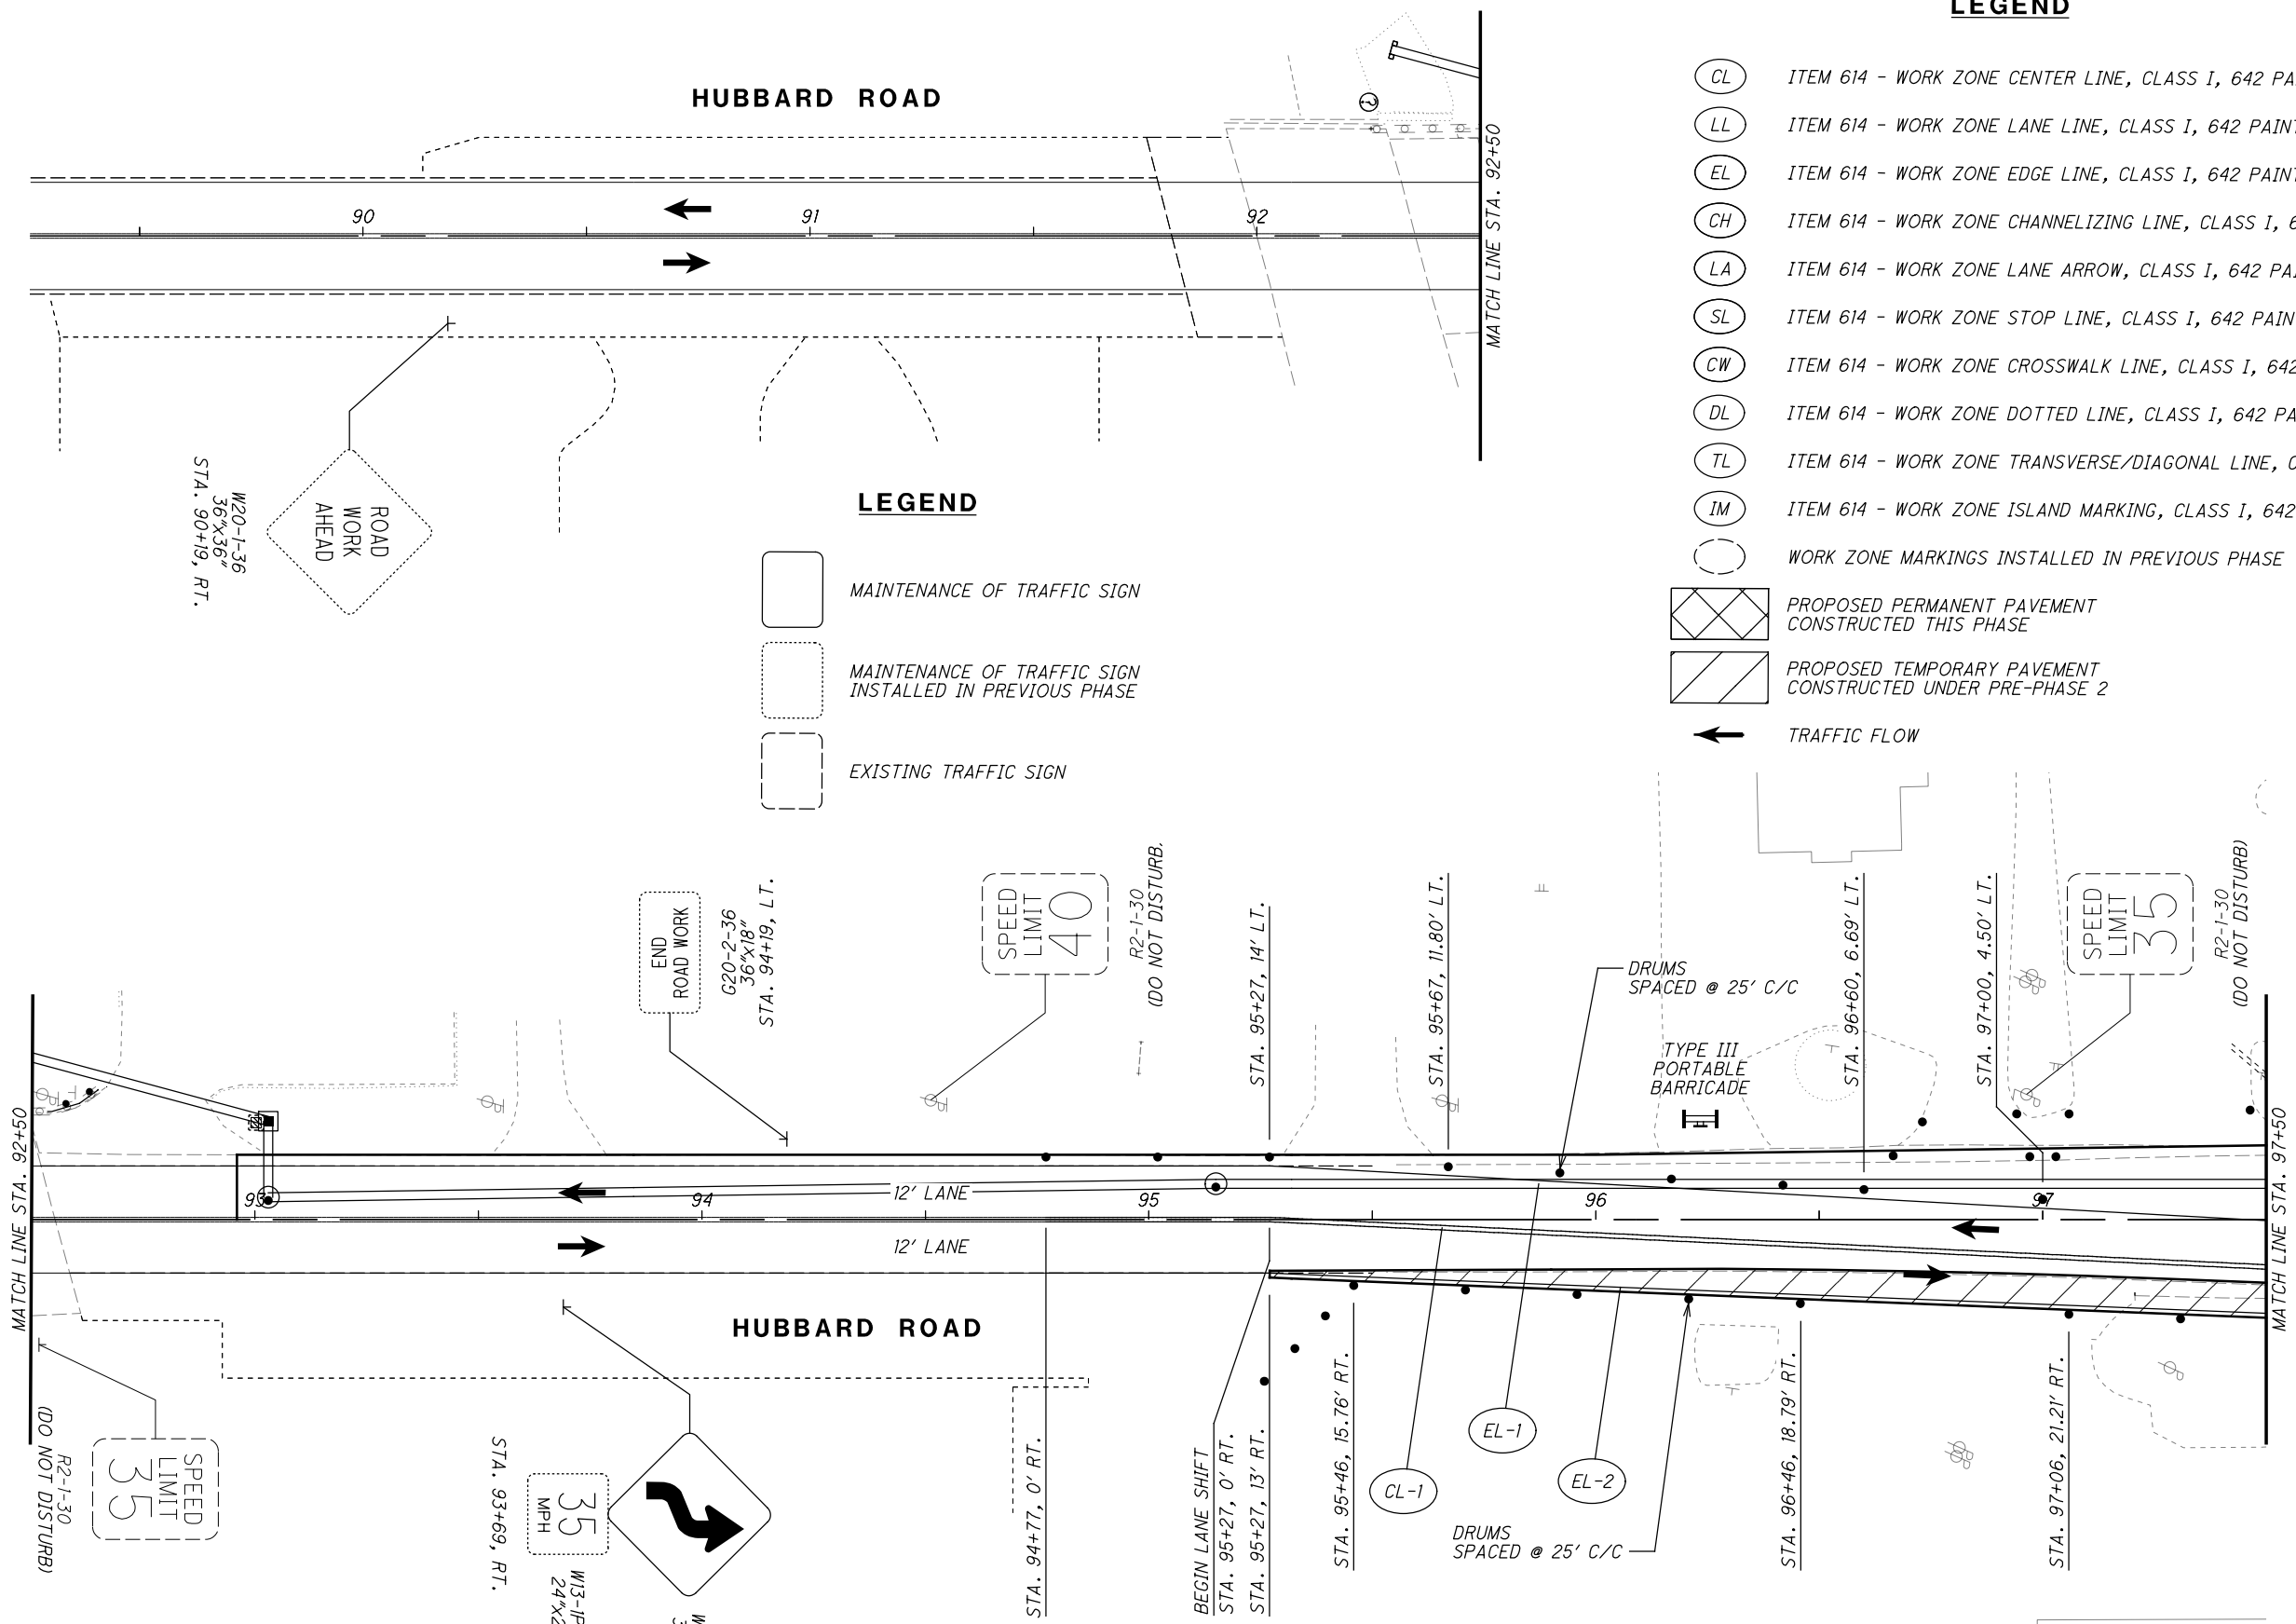 HUBBARD ROAD
90
91
92
MATCH LINE STA. 92+50
ROAD
WORK
AHEAD
W20-1-36
36"x36"
STA. 90+19, RT.
LEGEND
MAINTENANCE OF TRAFFIC SIGN
MAINTENANCE OF TRAFFIC SIGN
INSTALLED IN PREVIOUS PHASE
EXISTING TRAFFIC SIGN
LEGEND
CL ITEM 614 - WORK ZONE CENTER LINE, CLASS I, 642 PA
LL ITEM 614 - WORK ZONE LANE LINE, CLASS I, 642 PAINT
EL ITEM 614 - WORK ZONE EDGE LINE, CLASS I, 642 PAINT
CH ITEM 614 - WORK ZONE CHANNELIZING LINE, CLASS I, 6
LA ITEM 614 - WORK ZONE LANE ARROW, CLASS I, 642 PAI
SL ITEM 614 - WORK ZONE STOP LINE, CLASS I, 642 PAIN
CW ITEM 614 - WORK ZONE CROSSWALK LINE, CLASS I, 642
DL ITEM 614 - WORK ZONE DOTTED LINE, CLASS I, 642 PA
TL ITEM 614 - WORK ZONE TRANSVERSE/DIAGONAL LINE, C
IM ITEM 614 - WORK ZONE ISLAND MARKING, CLASS I, 642
WORK ZONE MARKINGS INSTALLED IN PREVIOUS PHASE
PROPOSED PERMANENT PAVEMENT
CONSTRUCTED THIS PHASE
PROPOSED TEMPORARY PAVEMENT
CONSTRUCTED UNDER PRE-PHASE 2
TRAFFIC FLOW
MATCH LINE STA. 92+50
END
ROAD WORK
G20-2-36
36"x18"
STA. 94+19, LT.
SPEED
LIMIT
40
R2-1-30
(DO NOT DISTURB.
STA. 95+27, 14' LT.
STA. 95+67, 11.80' LT.
DRUMS
SPACED @ 25' C/C
TYPE III
PORTABLE
BARRICADE
STA. 96+60, 6.69' LT.
STA. 97+00, 4.50' LT.
SPEED
LIMIT
35
R2-1-30
(DO NOT DISTURB)
93
94
95
96
97
12' LANE
12' LANE
HUBBARD ROAD
MATCH LINE STA. 97+50
SPEED
LIMIT
35
R2-1-30
(DO NOT DISTURB)
35
MPH
STA. 93+69, RT.
W13-1P
STA. 94+77, 0' RT.
BEGIN LANE SHIFT
STA. 95+27, 0' RT.
STA. 95+27, 13' RT.
STA. 95+46, 15.76' RT.
CL-1
EL-1
EL-2
DRUMS
SPACED @ 25' C/C
STA. 96+46, 18.79' RT.
STA. 97+06, 21.21' RT.